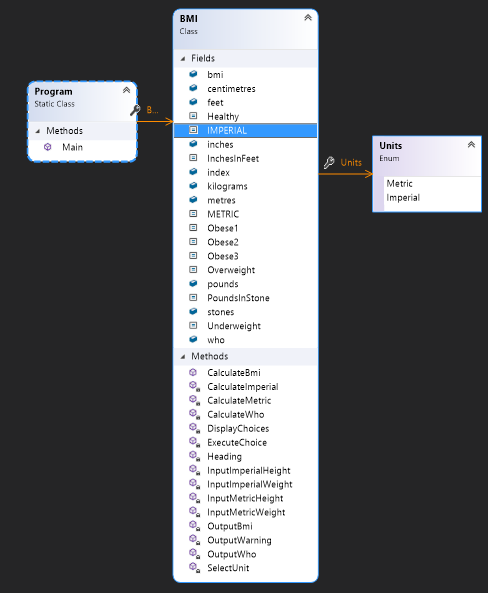 Program
Static Class
Methods
Main
B...
BMI
Class
Fields
bmi
centimetres
feet
Healthy
IMPERIAL
inches
InchesInFeet
index
kilograms
metres
METRIC
Obese1
Obese2
Obese3
Overweight
pounds
PoundsInStone
stones
Underweight
who
Methods
CalculateBmi
CalculateImperial
CalculateMetric
CalculateWho
DisplayChoices
ExecuteChoice
Heading
InputImperialHeight
InputImperialWeight
InputMetricHeight
InputMetricWeight
OutputBmi
OutputWarning
OutputWho
SelectUnit
Units
Units
Enum
Metric
Imperial